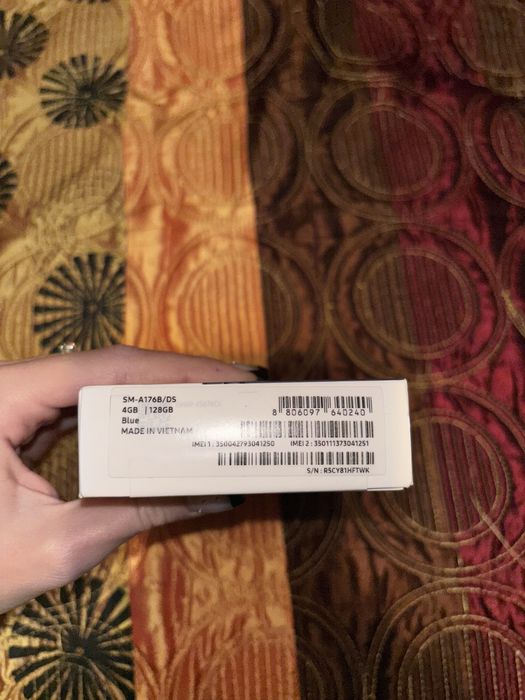 SM-A176B/DS
4GB | 128GB
Blue
MADE IN VIETNAM
8 806097 640240
IMEI 1 : 350042793041250 IMEI 2 : 350111373041251
S/N : R5CY81HFTWK